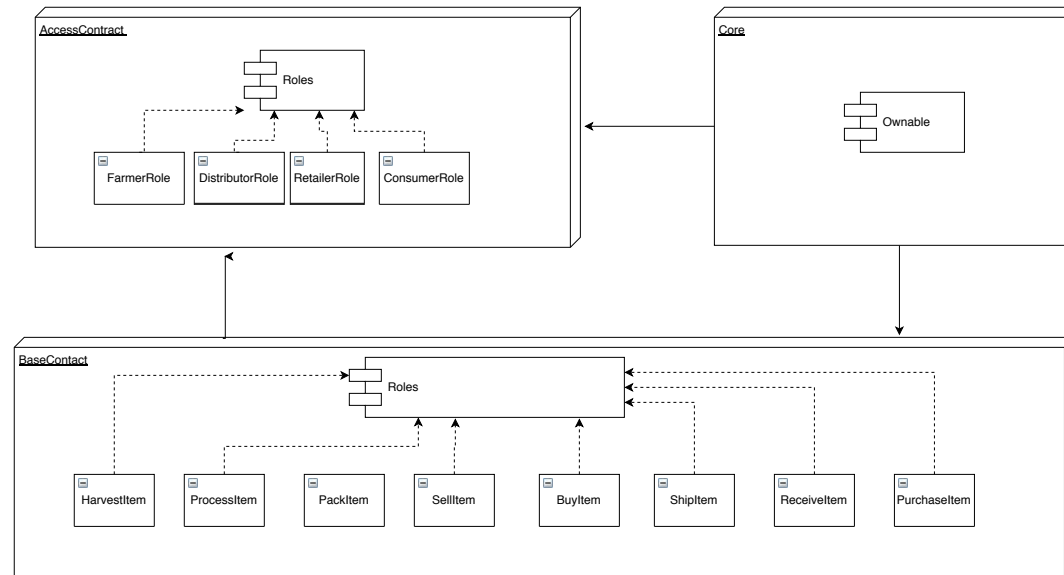 AccessContract
Core
Roles
Ownable
FarmerRole
DistributorRole
RetailerRole
ConsumerRole
BaseContact
Roles
HarvestItem
ProcessItem
PackItem
SellItem
BuyItem
ShipItem
ReceiveItem
PurchaseItem